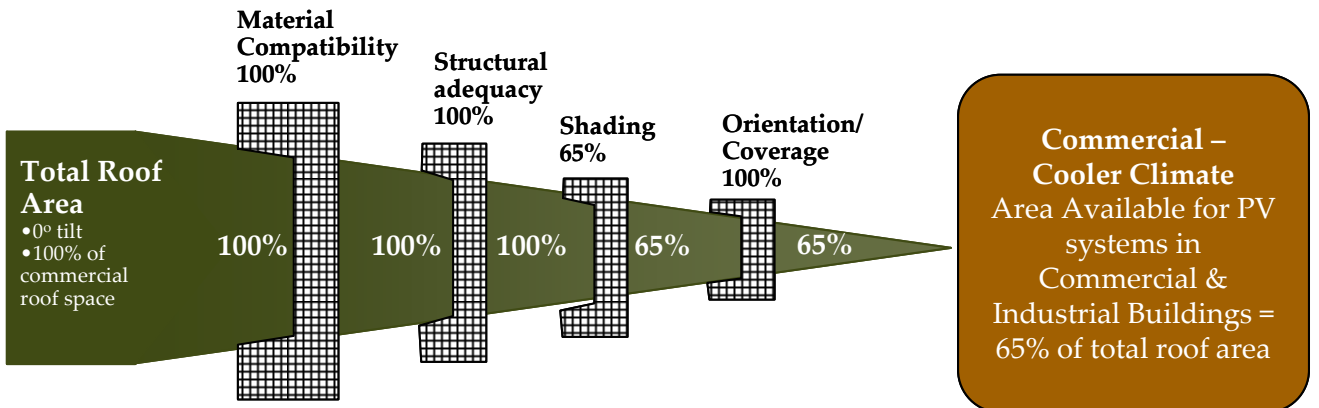 Material
Compatibility
100%
Structural
adequacy
100%
Shading
65%
Orientation/
Coverage
100%
Total Roof
Area
•0º tilt
•100% of
commercial
roof space
100%
100%
100%
65%
65%
Commercial –
Cooler Climate
Area Available for PV
systems in
Commercial &
Industrial Buildings =
65% of total roof area